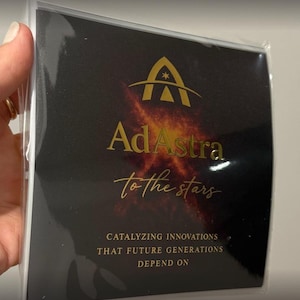 AdAstra
to the stars
CATALYZING INNOVATIONS
THAT FUTURE GENERATIONS
DEPEND ON